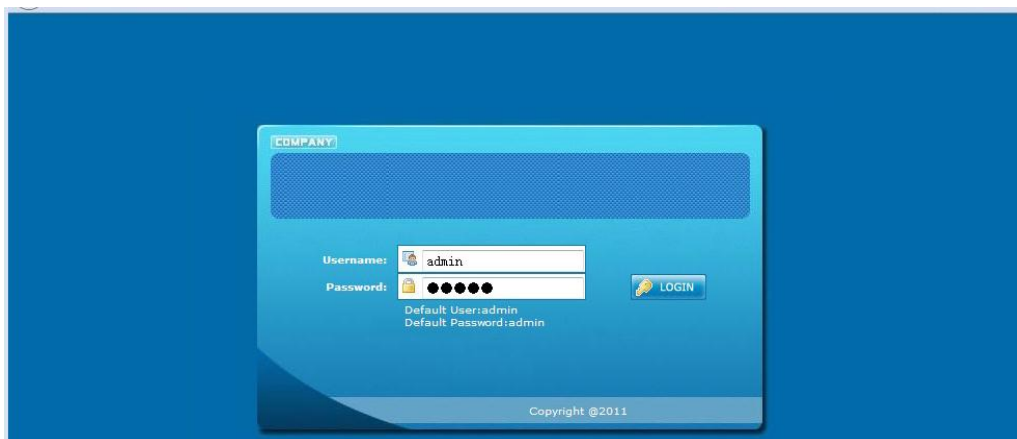 COMPANY
Username: admin
Password: ●●●●●
LOGIN
Default User:admin
Default Password:admin
Copyright @2011